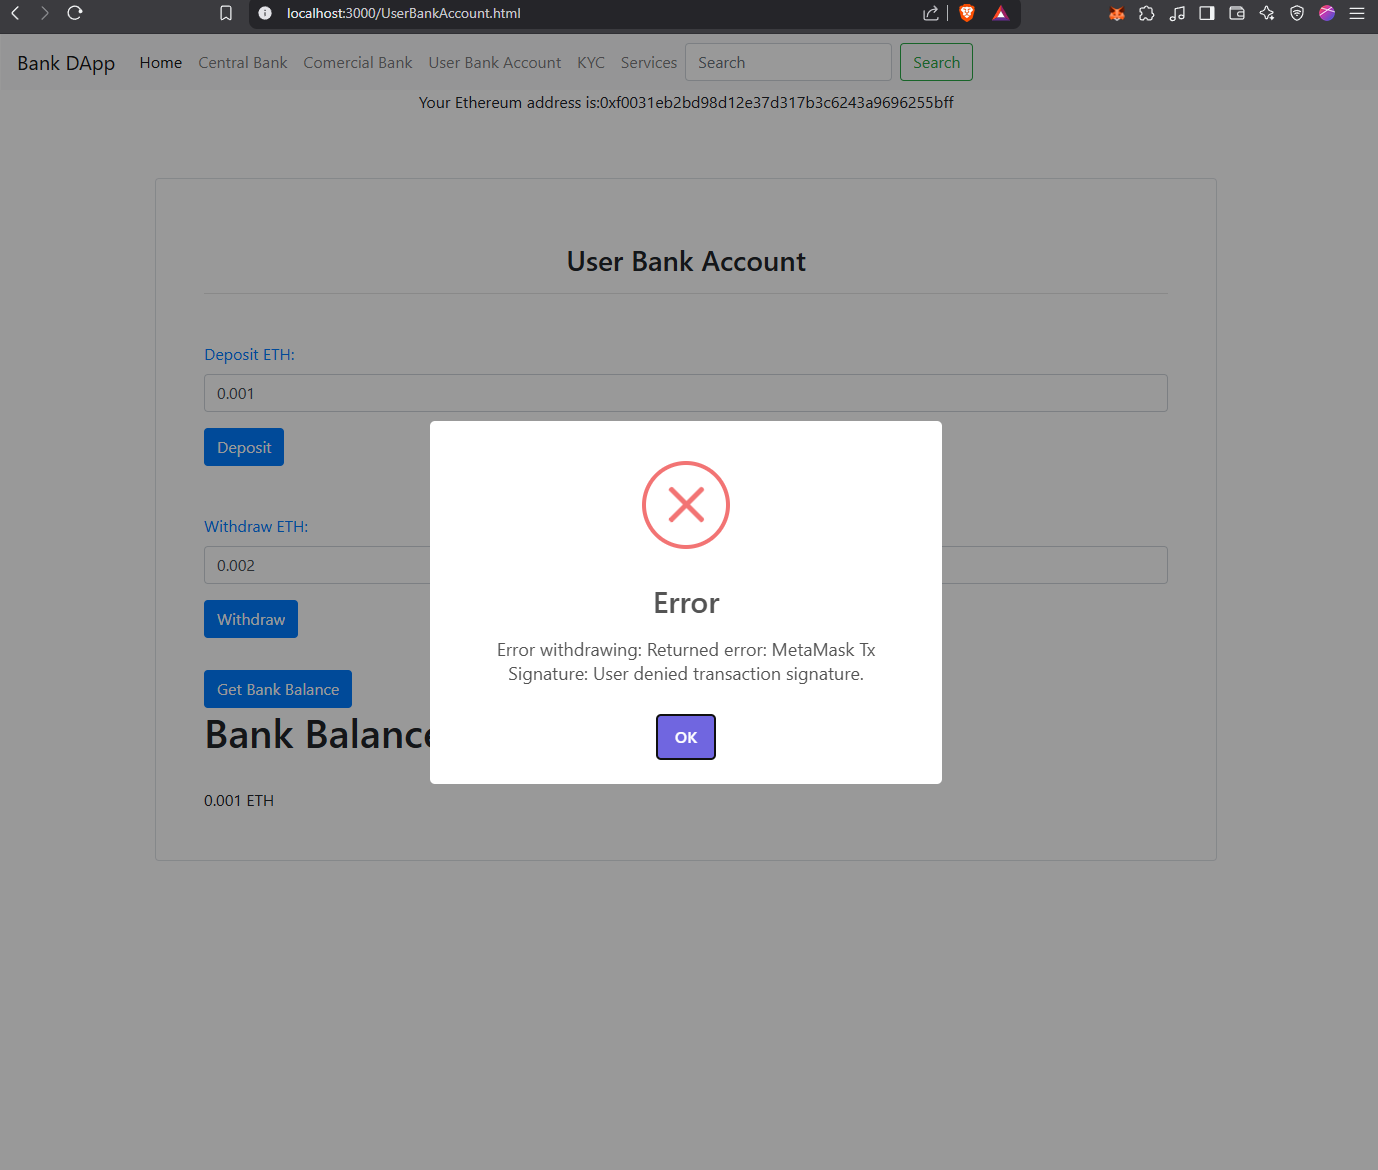 localhost:3000/UserBankAccount.html
Bank DApp Home Central Bank Comercial Bank User Bank Account KYC Services Search Search
Your Ethereum address is:0xf0031eb2bd98d12e37d317b3c6243a9696255bff
User Bank Account
Deposit ETH:
0.001
Deposit
Withdraw ETH:
0.002
Withdraw
Get Bank Balance
Bank Balance
0.001 ETH
Error
Error withdrawing: Returned error: MetaMask Tx
Signature: User denied transaction signature.
OK